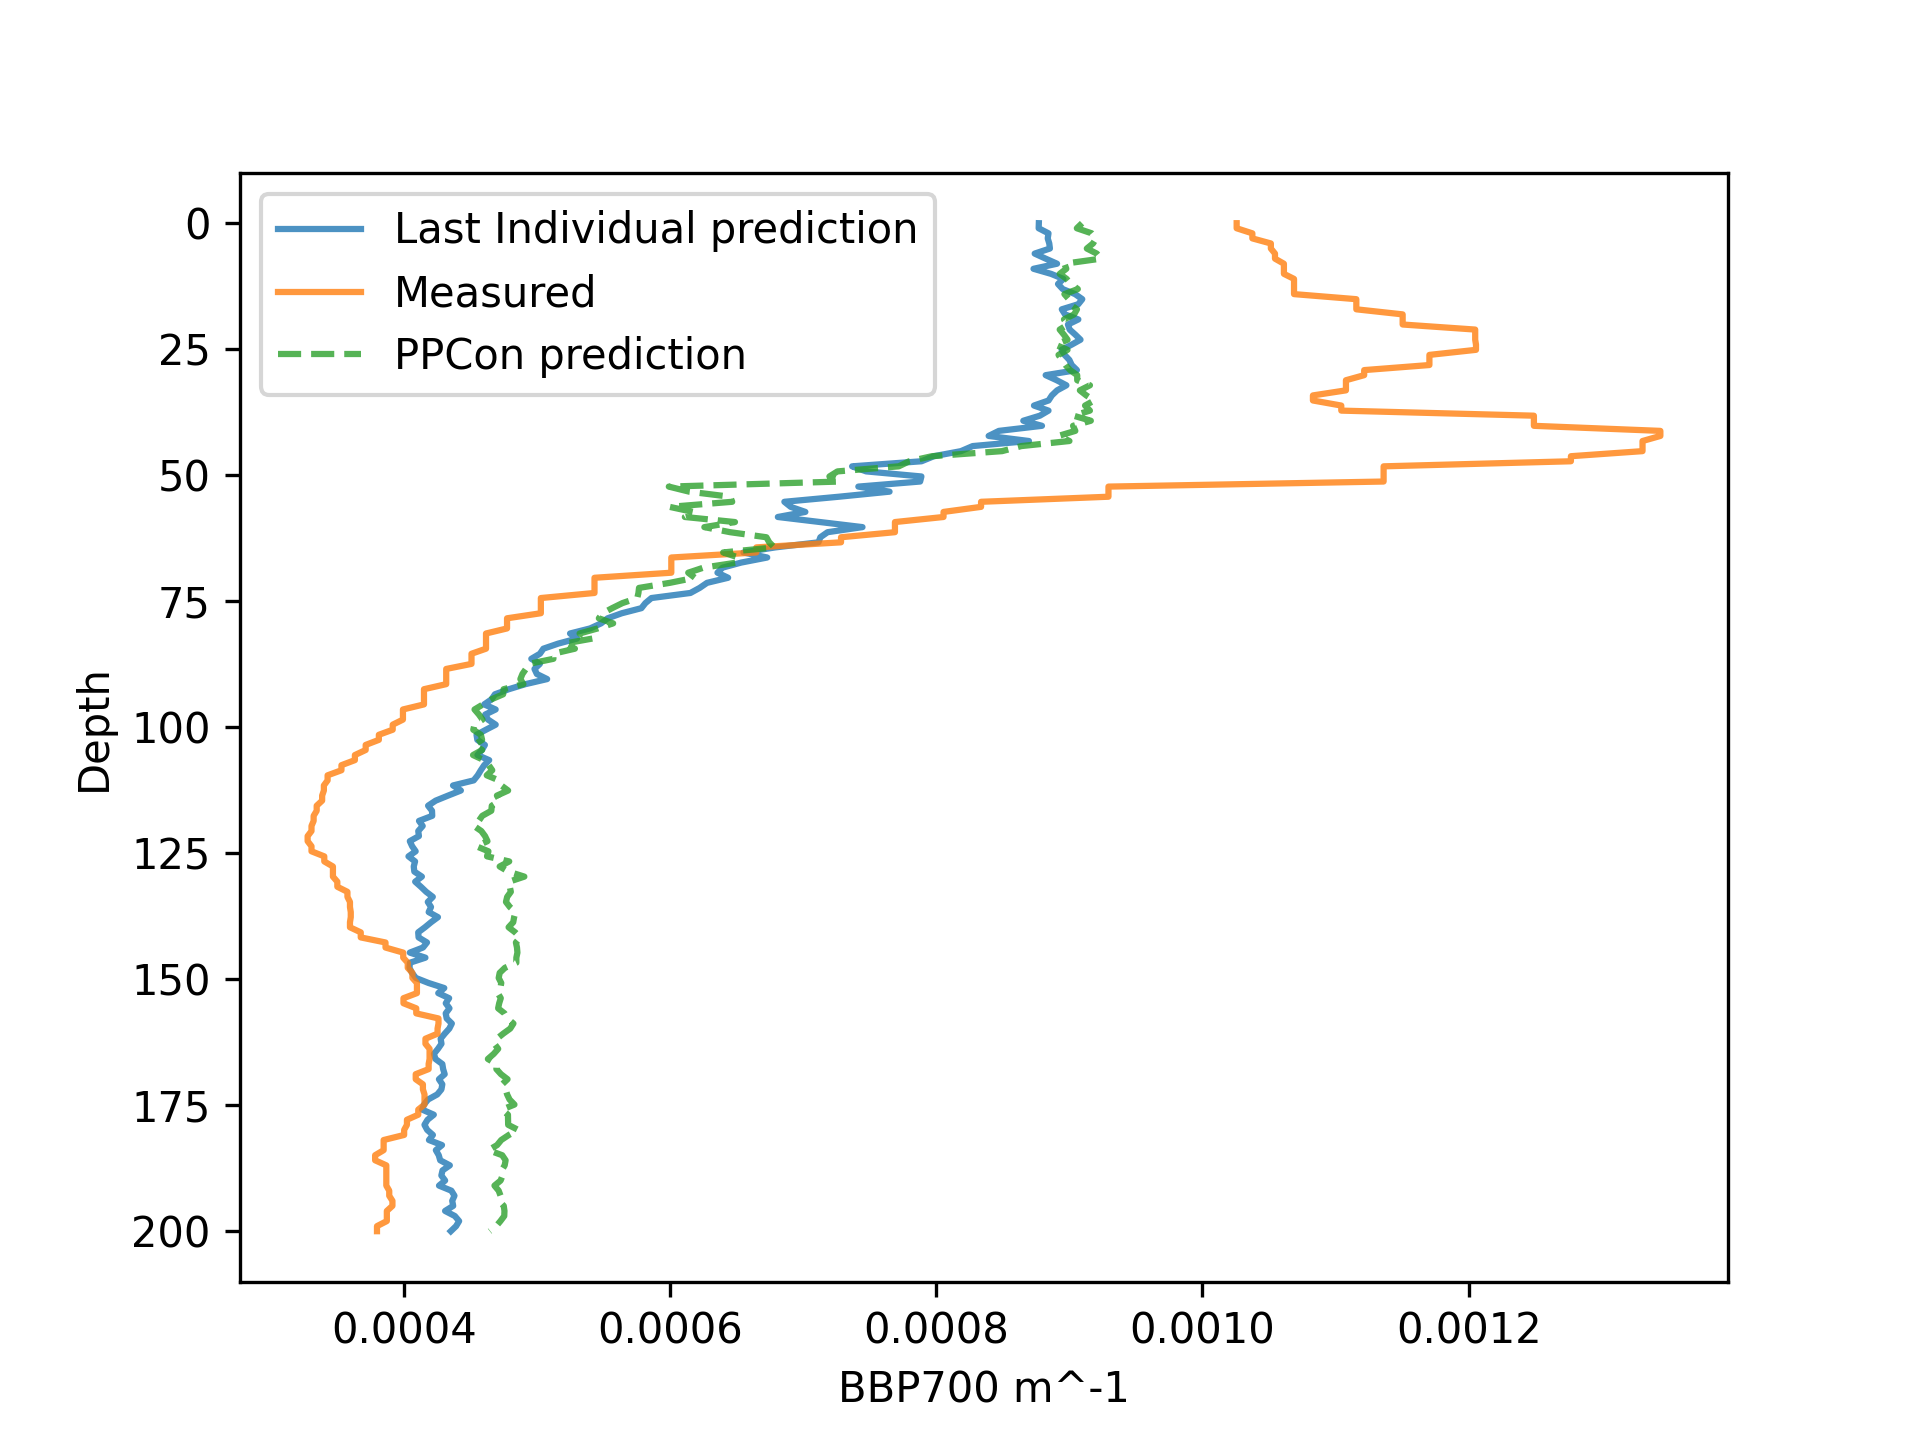 Last Individual prediction
Measured
PPCon prediction
0
25
50
75
100
125
150
175
200
Depth
0.0004 0.0006 0.0008 0.0010 0.0012
BBP700 m^-1